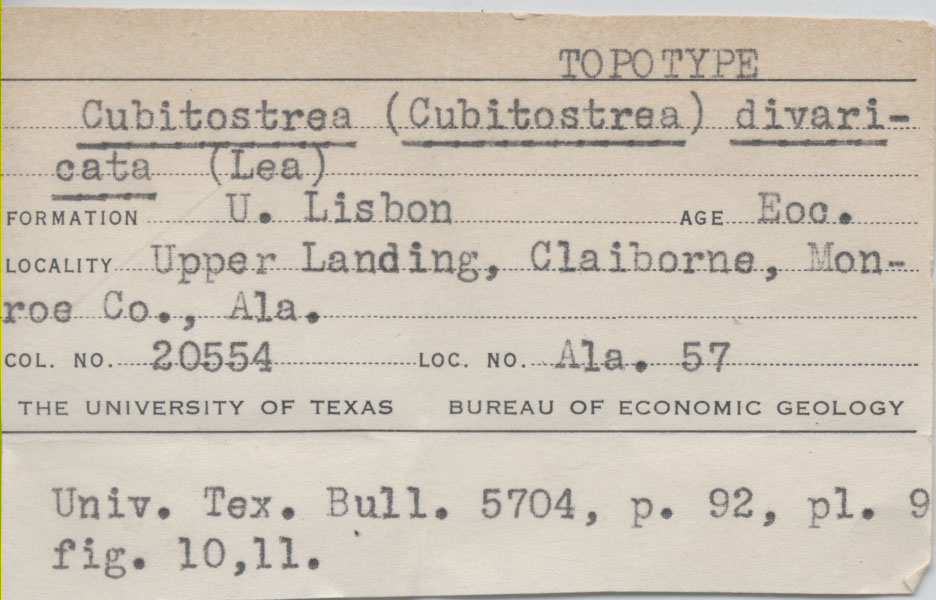 TOPOTYPE
Cubitostrea (Cubitostrea) divari-
cata (Lea)
FORMATION U. Lisbon AGE Eoc.
LOCALITY Upper Landing, Claiborne, Mon-
roe Co., Ala.
COL. NO. 20554 LOC. NO. Ala. 57
THE UNIVERSITY OF TEXAS BUREAU OF ECONOMIC GEOLOGY
Univ. Tex. Bull. 5704, p. 92, pl. 9
fig. 10,11.